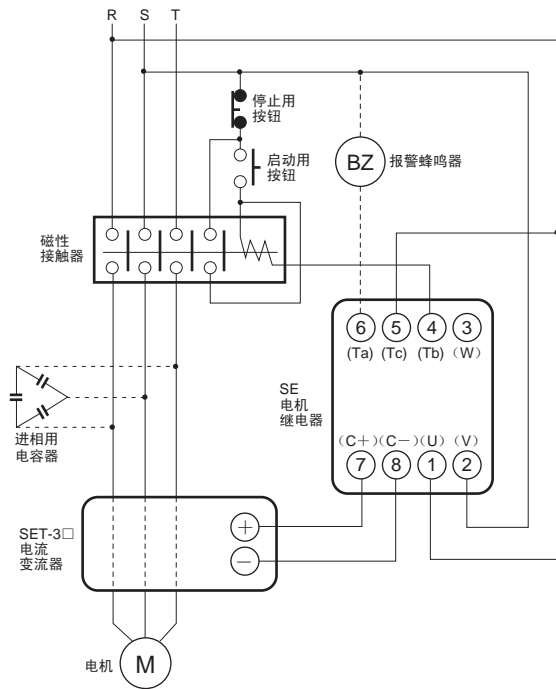 R S T
停止用
按钮
启动用
按钮
BZ 报警蜂鸣器
磁性
接触器
6 5 4 3
(Ta) (Tc) (Tb) (W)
SE
电机
继电器
(C+) (C-) (U) (V)
7 8 1 2
进相用
电容器
SET-3□
电流
变流器
+
-
电机 M